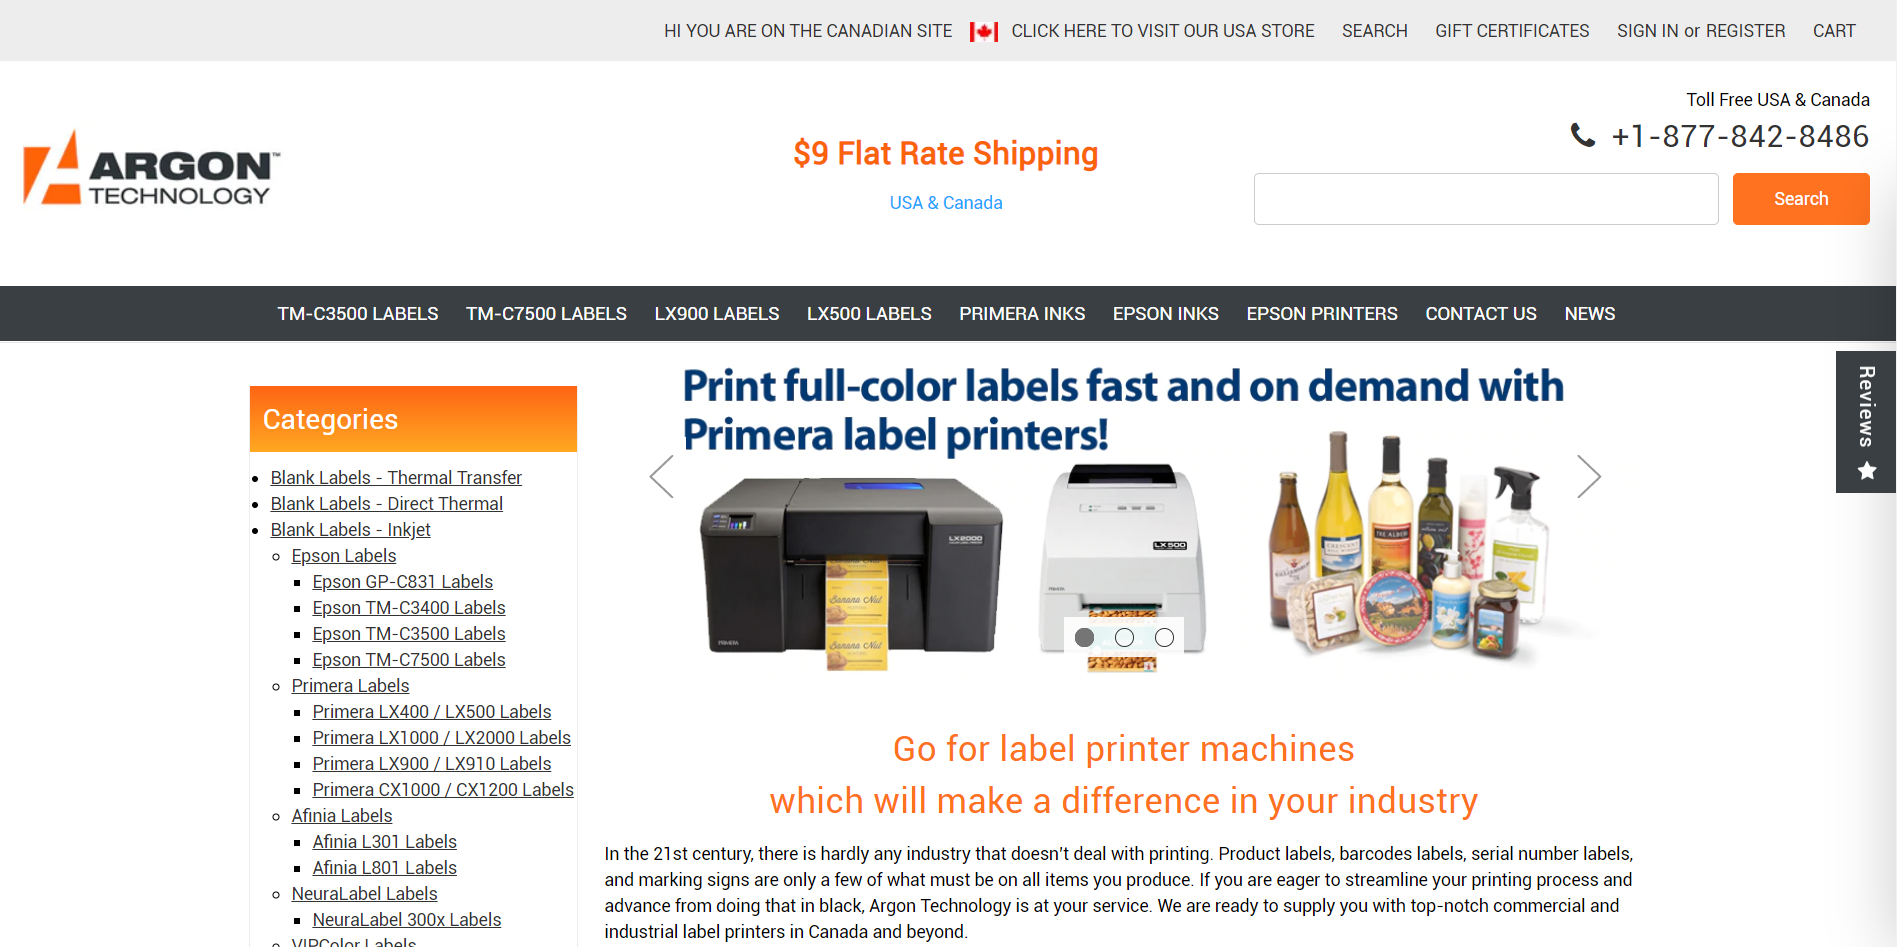 HI YOU ARE ON THE CANADIAN SITE CLICK HERE TO VISIT OUR USA STORE SEARCH GIFT CERTIFICATES SIGN IN or REGISTER CART
Toll Free USA & Canada
+1-877-842-8486
ARGON™
TECHNOLOGY
$9 Flat Rate Shipping
USA & Canada
Search
TM-C3500 LABELS TM-C7500 LABELS LX900 LABELS LX500 LABELS PRIMERA INKS EPSON INKS EPSON PRINTERS CONTACT US NEWS
Reviews
Categories
Blank Labels - Thermal Transfer
Blank Labels - Direct Thermal
Blank Labels - Inkjet
Epson Labels
Epson GP-C831 Labels
Epson TM-C3400 Labels
Epson TM-C3500 Labels
Epson TM-C7500 Labels
Primera Labels
Primera LX400 / LX500 Labels
Primera LX1000 / LX2000 Labels
Primera LX900 / LX910 Labels
Primera CX1000 / CX1200 Labels
Afinia Labels
Afinia L301 Labels
Afinia L801 Labels
NeuraLabel Labels
NeuraLabel 300x Labels
VIPColor Labels
Print full-color labels fast and on demand with
Primera label printers!
LX2000
Banana Nut
Banana Nut
PRIMERA
LX500
PRIMERA
Go for label printer machines
which will make a difference in your industry
In the 21st century, there is hardly any industry that doesn't deal with printing. Product labels, barcodes labels, serial number labels,
and marking signs are only a few of what must be on all items you produce. If you are eager to streamline your printing process and
advance from doing that in black, Argon Technology is at your service. We are ready to supply you with top-notch commercial and
industrial label printers in Canada and beyond.